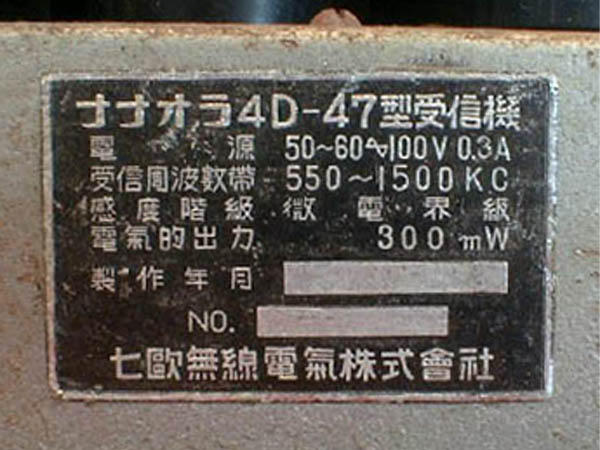 ナナオラ4D-47型受信機
電源 50~60∿100V 0.3A
受信周波数帯 550~1500KC
感度階級 微電界級
電氣的出力 300mW
製作年月
NO.
七歐無線電氣株式會社